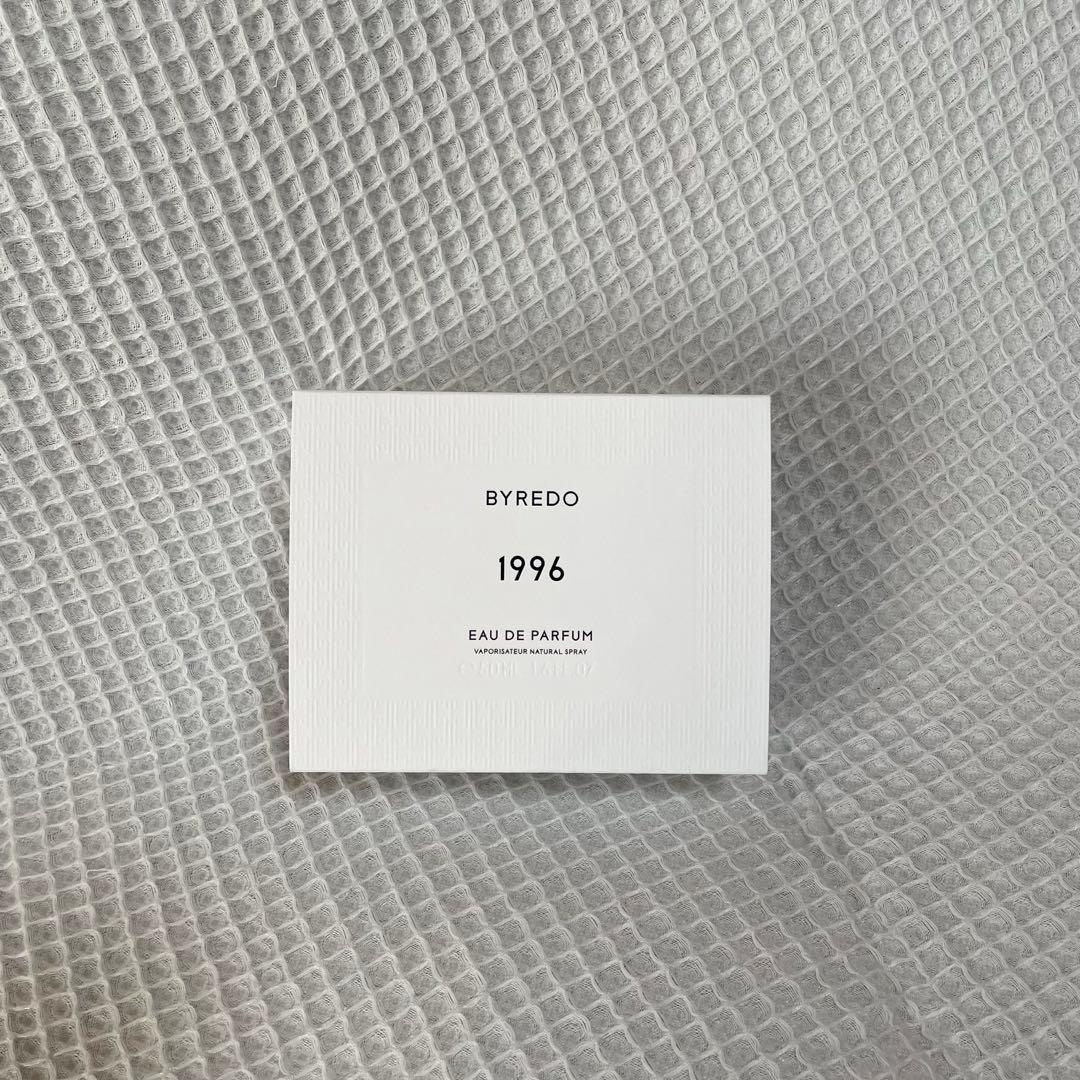 BYREDO
1996
EAU DE PARFUM
VAPORISATEUR NATURAL SPRAY